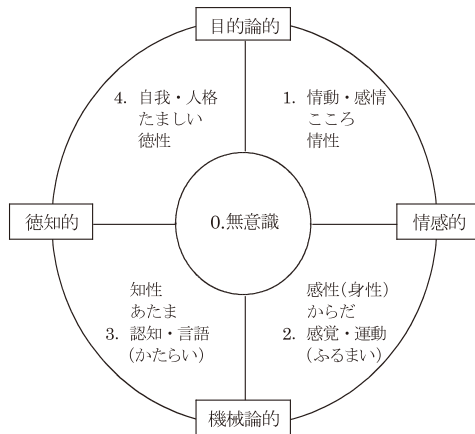 目的論的
4. 自我・人格
たましい
徳性
1. 情動・感情
こころ
情性
徳知的
0.無意識
情感的
知性
あたま
3. 認知・言語
(かたらい)
感性(身性)
からだ
2. 感覚・運動
(ふるまい)
機械論的